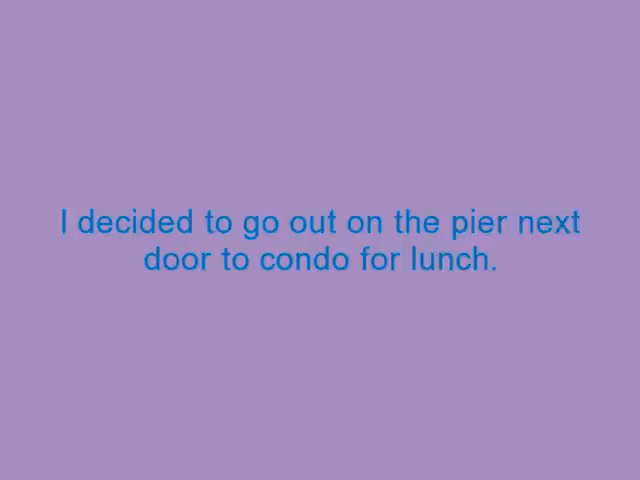 I decided to go out on the pier next
door to condo for lunch.